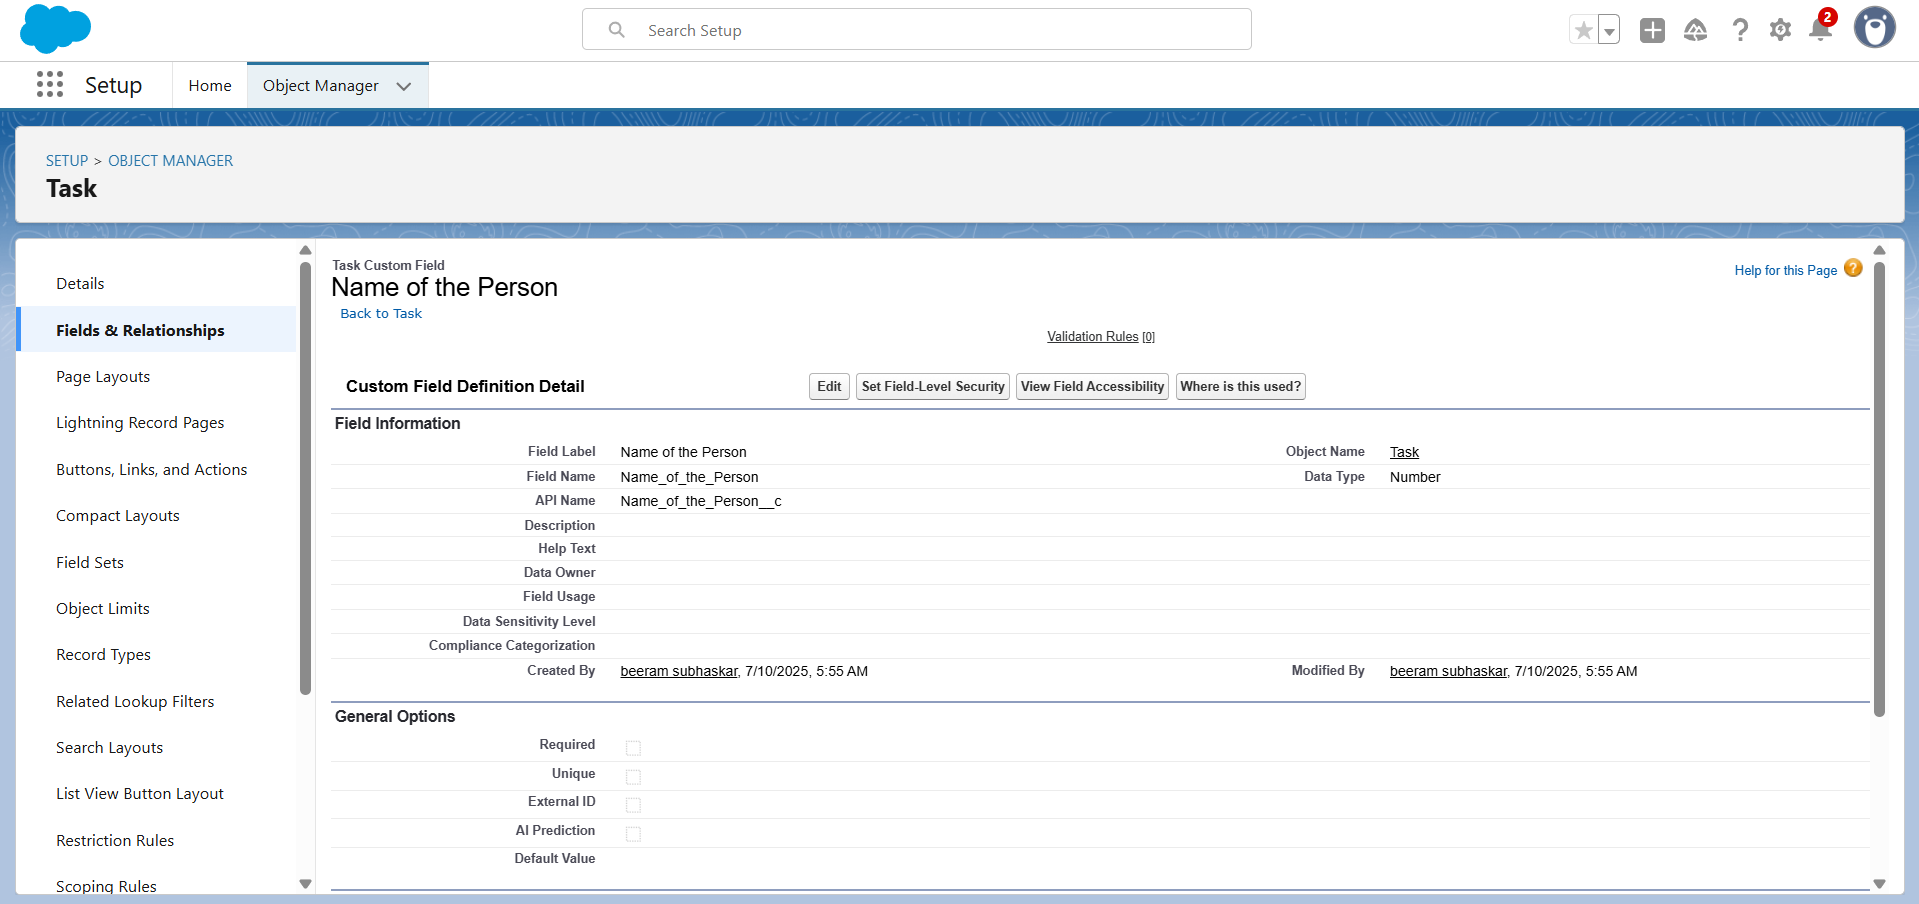 Search Setup
2
Setup
Home
Object Manager
SETUP > OBJECT MANAGER
Task
Details
Fields & Relationships
Page Layouts
Lightning Record Pages
Buttons, Links, and Actions
Compact Layouts
Field Sets
Object Limits
Record Types
Related Lookup Filters
Search Layouts
List View Button Layout
Restriction Rules
Scoping Rules
Task Custom Field
Name of the Person
Back to Task
Help for this Page ?
Validation Rules [0]
Custom Field Definition Detail
Edit
Set Field-Level Security
View Field Accessibility
Where is this used?
Field Information
Field Label Name of the Person Object Name Task
Field Name Name_of_the_Person Data Type Number
API Name Name_of_the_Person__c
Description
Help Text
Data Owner
Field Usage
Data Sensitivity Level
Compliance Categorization
Created By beeram subhaskar, 7/10/2025, 5:55 AM Modified By beeram subhaskar, 7/10/2025, 5:55 AM
General Options
Required
Unique
External ID
AI Prediction
Default Value